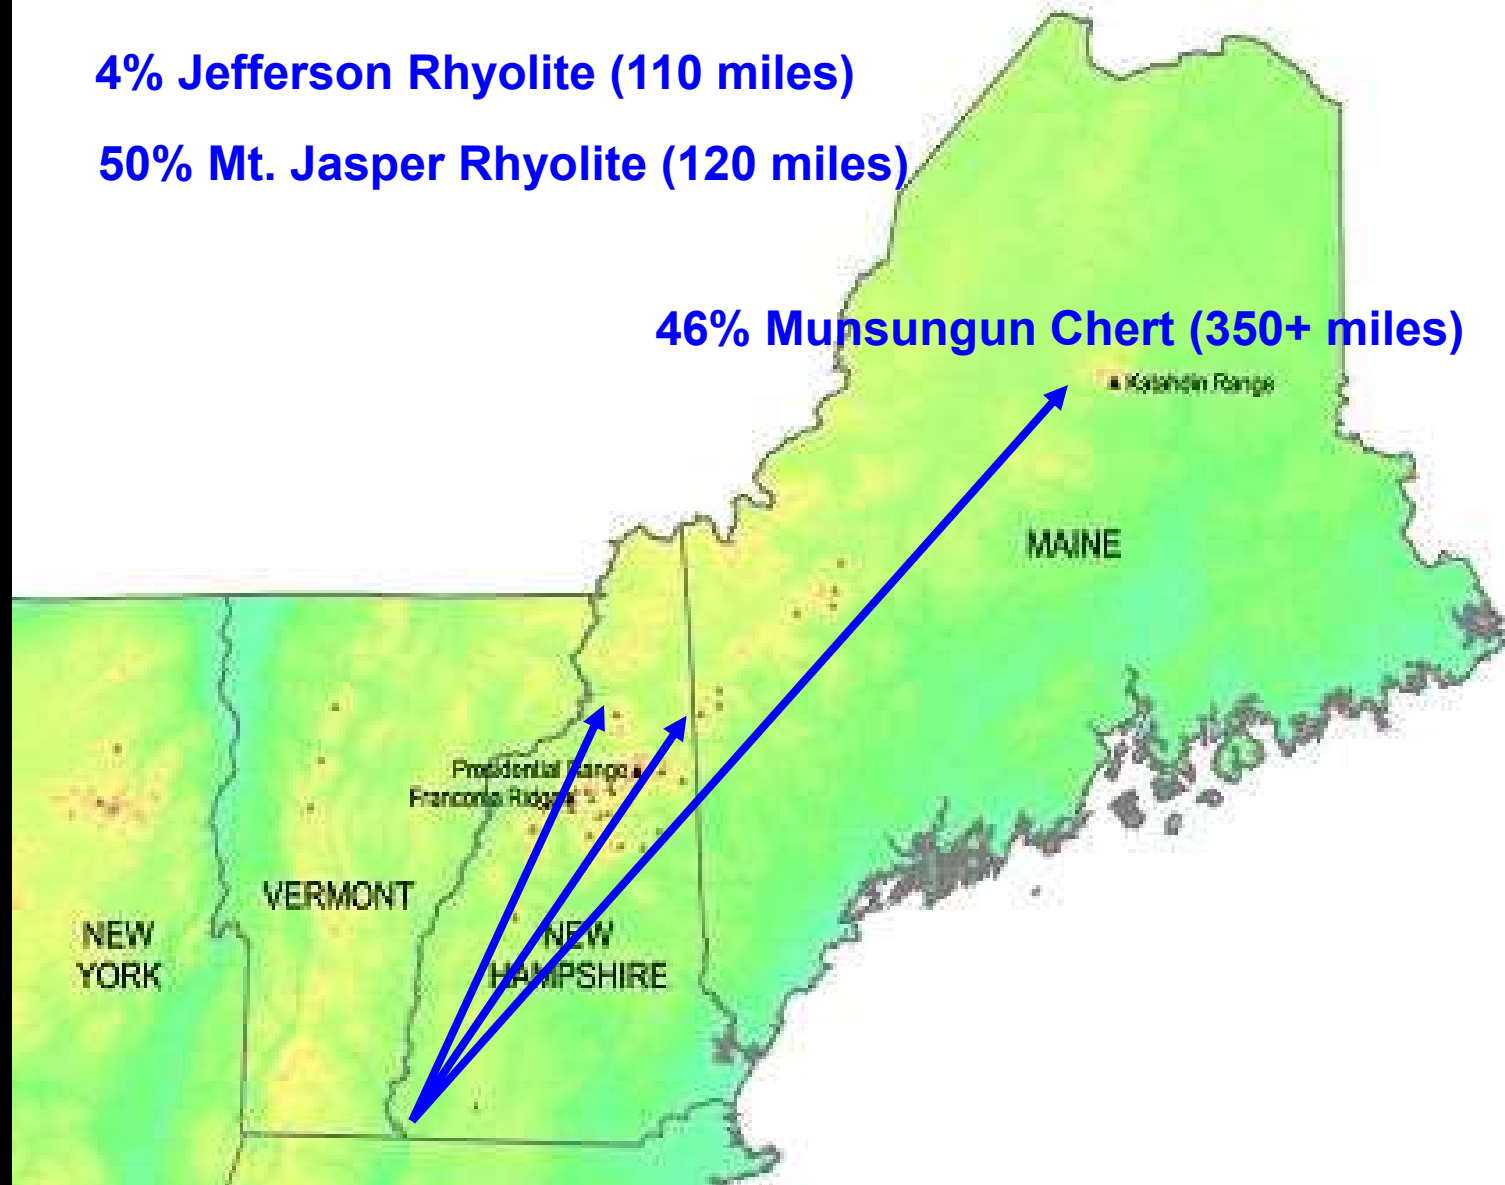 4% Jefferson Rhyolite (110 miles)
50% Mt. Jasper Rhyolite (120 miles)
46% Munsungun Chert (350+ miles)
Katahdin Range
MAINE
Presidential Range
Franconia Ridge
VERMONT
NEW
YORK
NEW
HAMPSHIRE